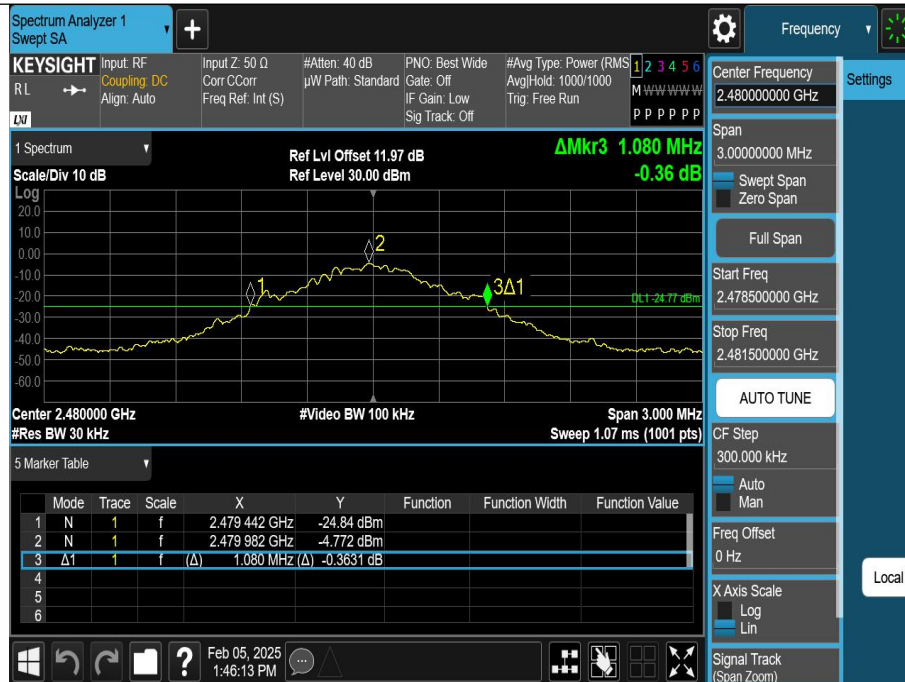 Spectrum Analyzer 1
Swept SA
+
Frequency
KEYSIGHT
RL
LXI
Input: RF
Coupling: DC
Align: Auto
Input Z: 50 Ω
Corr CCorr
Freq Ref: Int (S)
#Atten: 40 dB
µW Path: Standard
PNO: Best Wide
Gate: Off
IF Gain: Low
Sig Track: Off
#Avg Type: Power (RMS
Avg|Hold: 1000/1000
Trig: Free Run
1 2 3 4 5 6
M W W W W W
P P P P P P
1 Spectrum
Scale/Div 10 dB
Ref Lvl Offset 11.97 dB
Ref Level 30.00 dBm
ΔMkr3 1.080 MHz
-0.36 dB
Log
20.0
10.0
0.00
-10.0
-20.0
-30.0
-40.0
-50.0
-60.0
1
2
3Δ1
DL1 -24.77 dBm
Center 2.480000 GHz
#Video BW 100 kHz
Span 3.000 MHz
#Res BW 30 kHz
Sweep 1.07 ms (1001 pts)
5 Marker Table
Mode Trace Scale X Y Function Function Width Function Value
1 N 1 f 2.479 442 GHz -24.84 dBm
2 N 1 f 2.479 982 GHz -4.772 dBm
3 Δ1 1 f (Δ) 1.080 MHz (Δ) -0.3631 dB
4
5
6
?
Feb 05, 2025
1:46:13 PM
Center Frequency
2.480000000 GHz
Span
3.00000000 MHz
Swept Span
Zero Span
Full Span
Start Freq
2.478500000 GHz
Stop Freq
2.481500000 GHz
AUTO TUNE
CF Step
300.000 kHz
Auto
Man
Freq Offset
0 Hz
X Axis Scale
Log
Lin
Signal Track
(Span Zoom)
Settings
Local